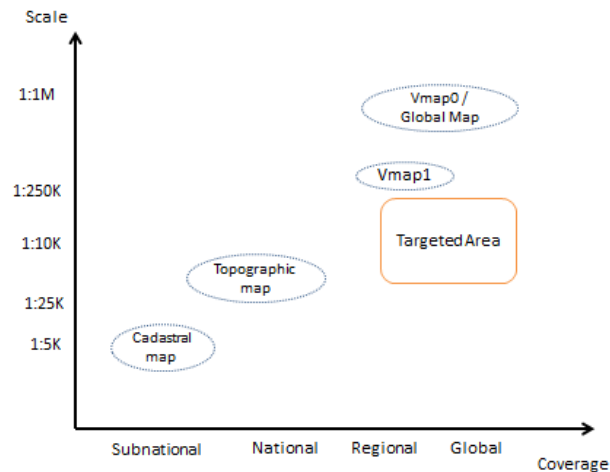 Scale
1:1M
Vmap0 /
Global Map
Vmap1
1:250K
1:10K
Targeted Area
Topographic
map
1:25K
Cadastral
map
1:5K
Subnational
National
Regional
Global
Coverage